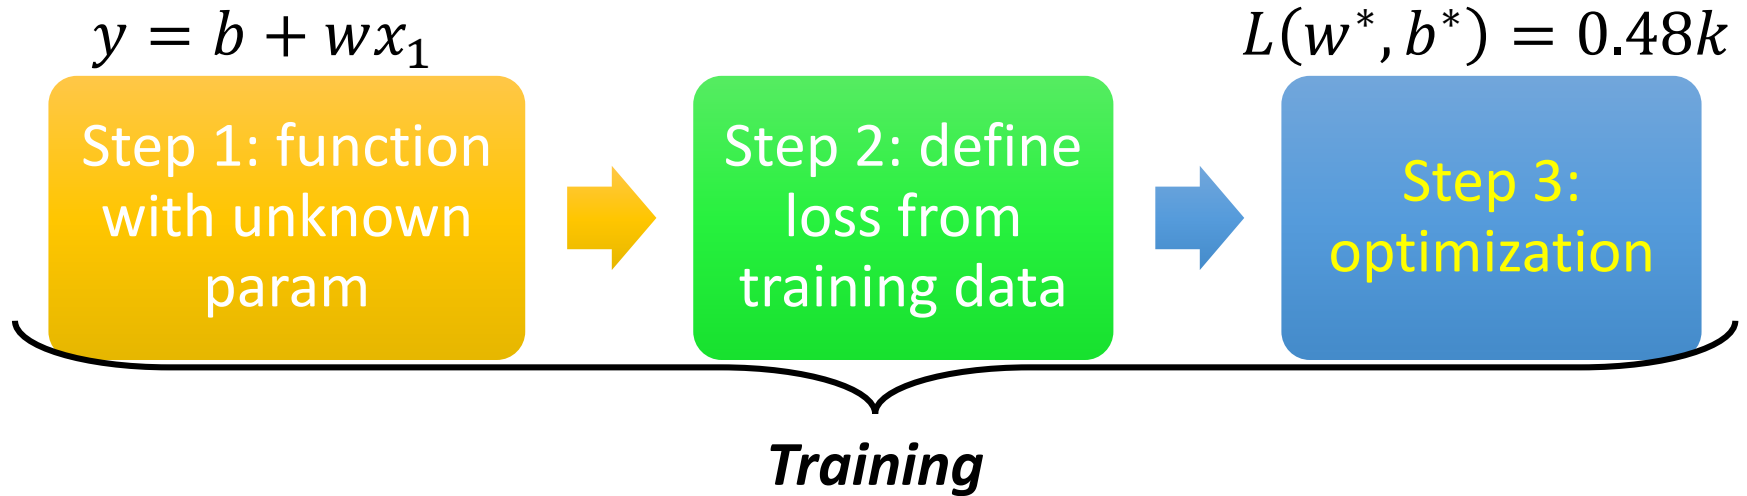 y = b + wx₁
Step 1: function
with unknown
param
Step 2: define
loss from
training data
L(w*, b*) = 0.48k
Step 3:
optimization
Training